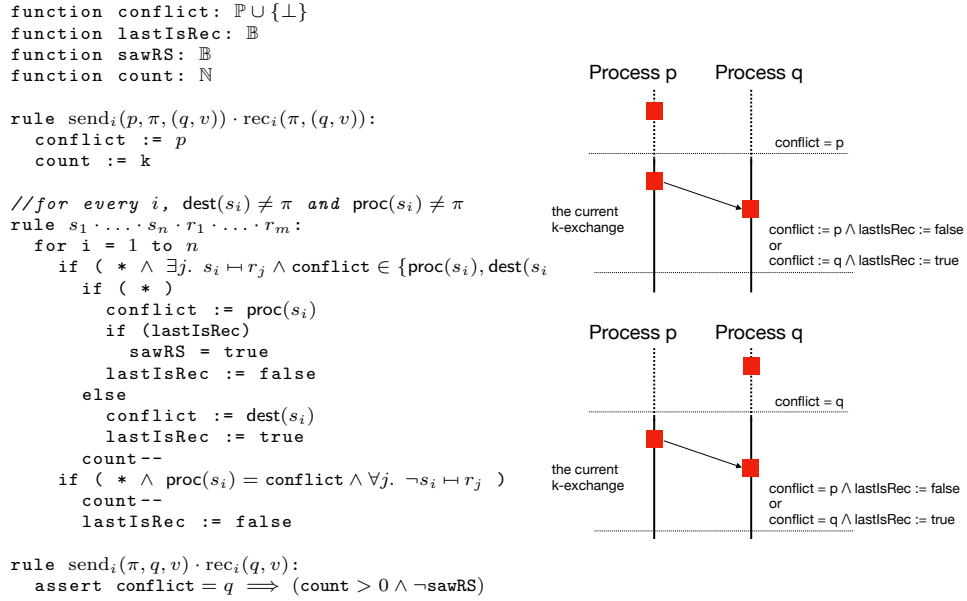 function conflict: ℙ ∪ {⊥}
function lastIsRec: 𝔹
function sawRS: 𝔹
function count: ℕ
rule send_i(p, π, (q, v)) · rec_i(π, (q, v)):
conflict := p
count := k
//for every i, dest(s_i) ≠ π and proc(s_i) ≠ π
rule s_1 · … · s_n · r_1 · … · r_m:
for i = 1 to n
if ( * ∧ ∃j. s_i ↦ r_j ∧ conflict ∈ {proc(s_i), dest(s_i
if ( * )
conflict := proc(s_i)
if (lastIsRec)
sawRS = true
lastIsRec := false
else
conflict := dest(s_i)
lastIsRec := true
count--
if ( * ∧ proc(s_i) = conflict ∧ ∀j. ¬s_i ↦ r_j )
count--
lastIsRec := false
rule send_i(π, q, v) · rec_i(q, v):
assert conflict = q ⟹ (count > 0 ∧ ¬sawRS)
Process p Process q
conflict = p
the current
k-exchange
conflict := p ⋀ lastIsRec := false
or
conflict := q ⋀ lastIsRec := true
Process p Process q
conflict = q
the current
k-exchange
conflict = p ⋀ lastIsRec := false
or
conflict = q ⋀ lastIsRec := true